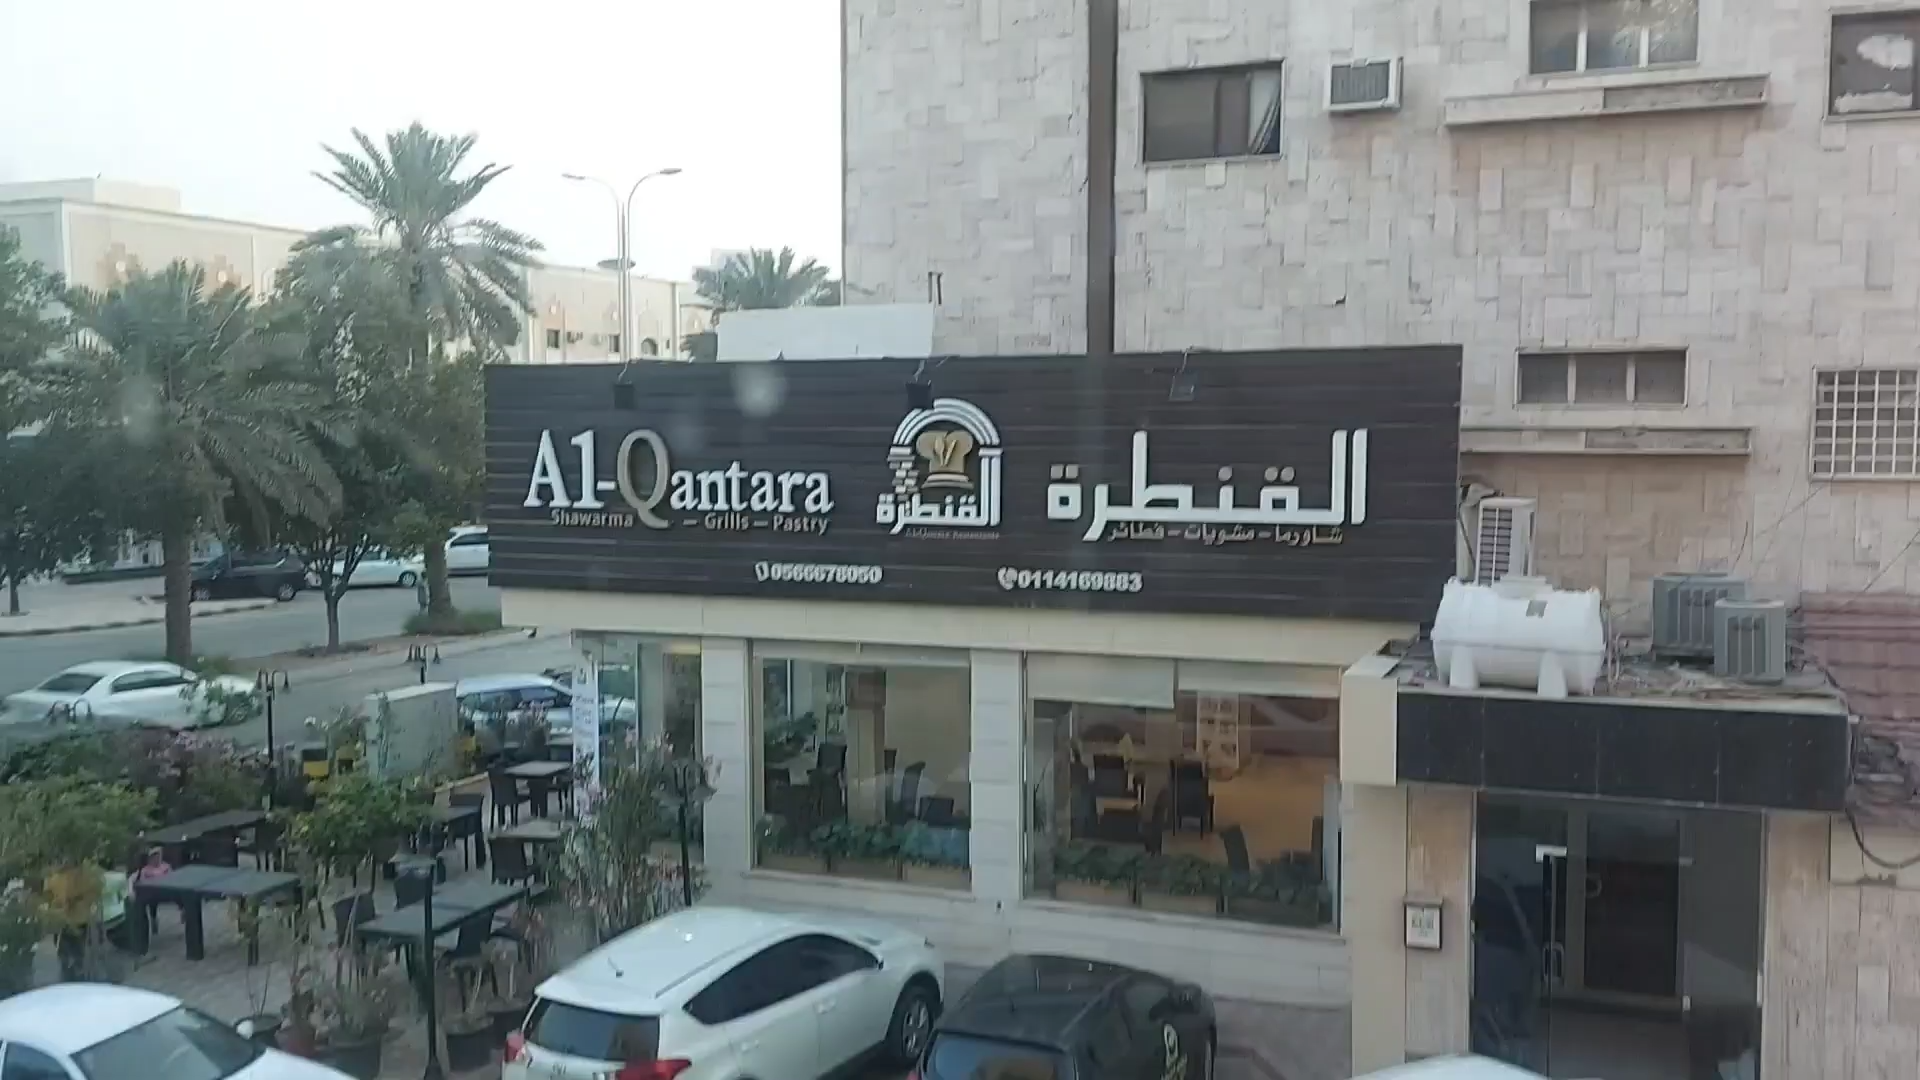 Al-Qantara
Shawarma – Grills – Pastry
القنطرة
القنطرة
شاورما – مشويات – فطائر
0566678050
0114169883